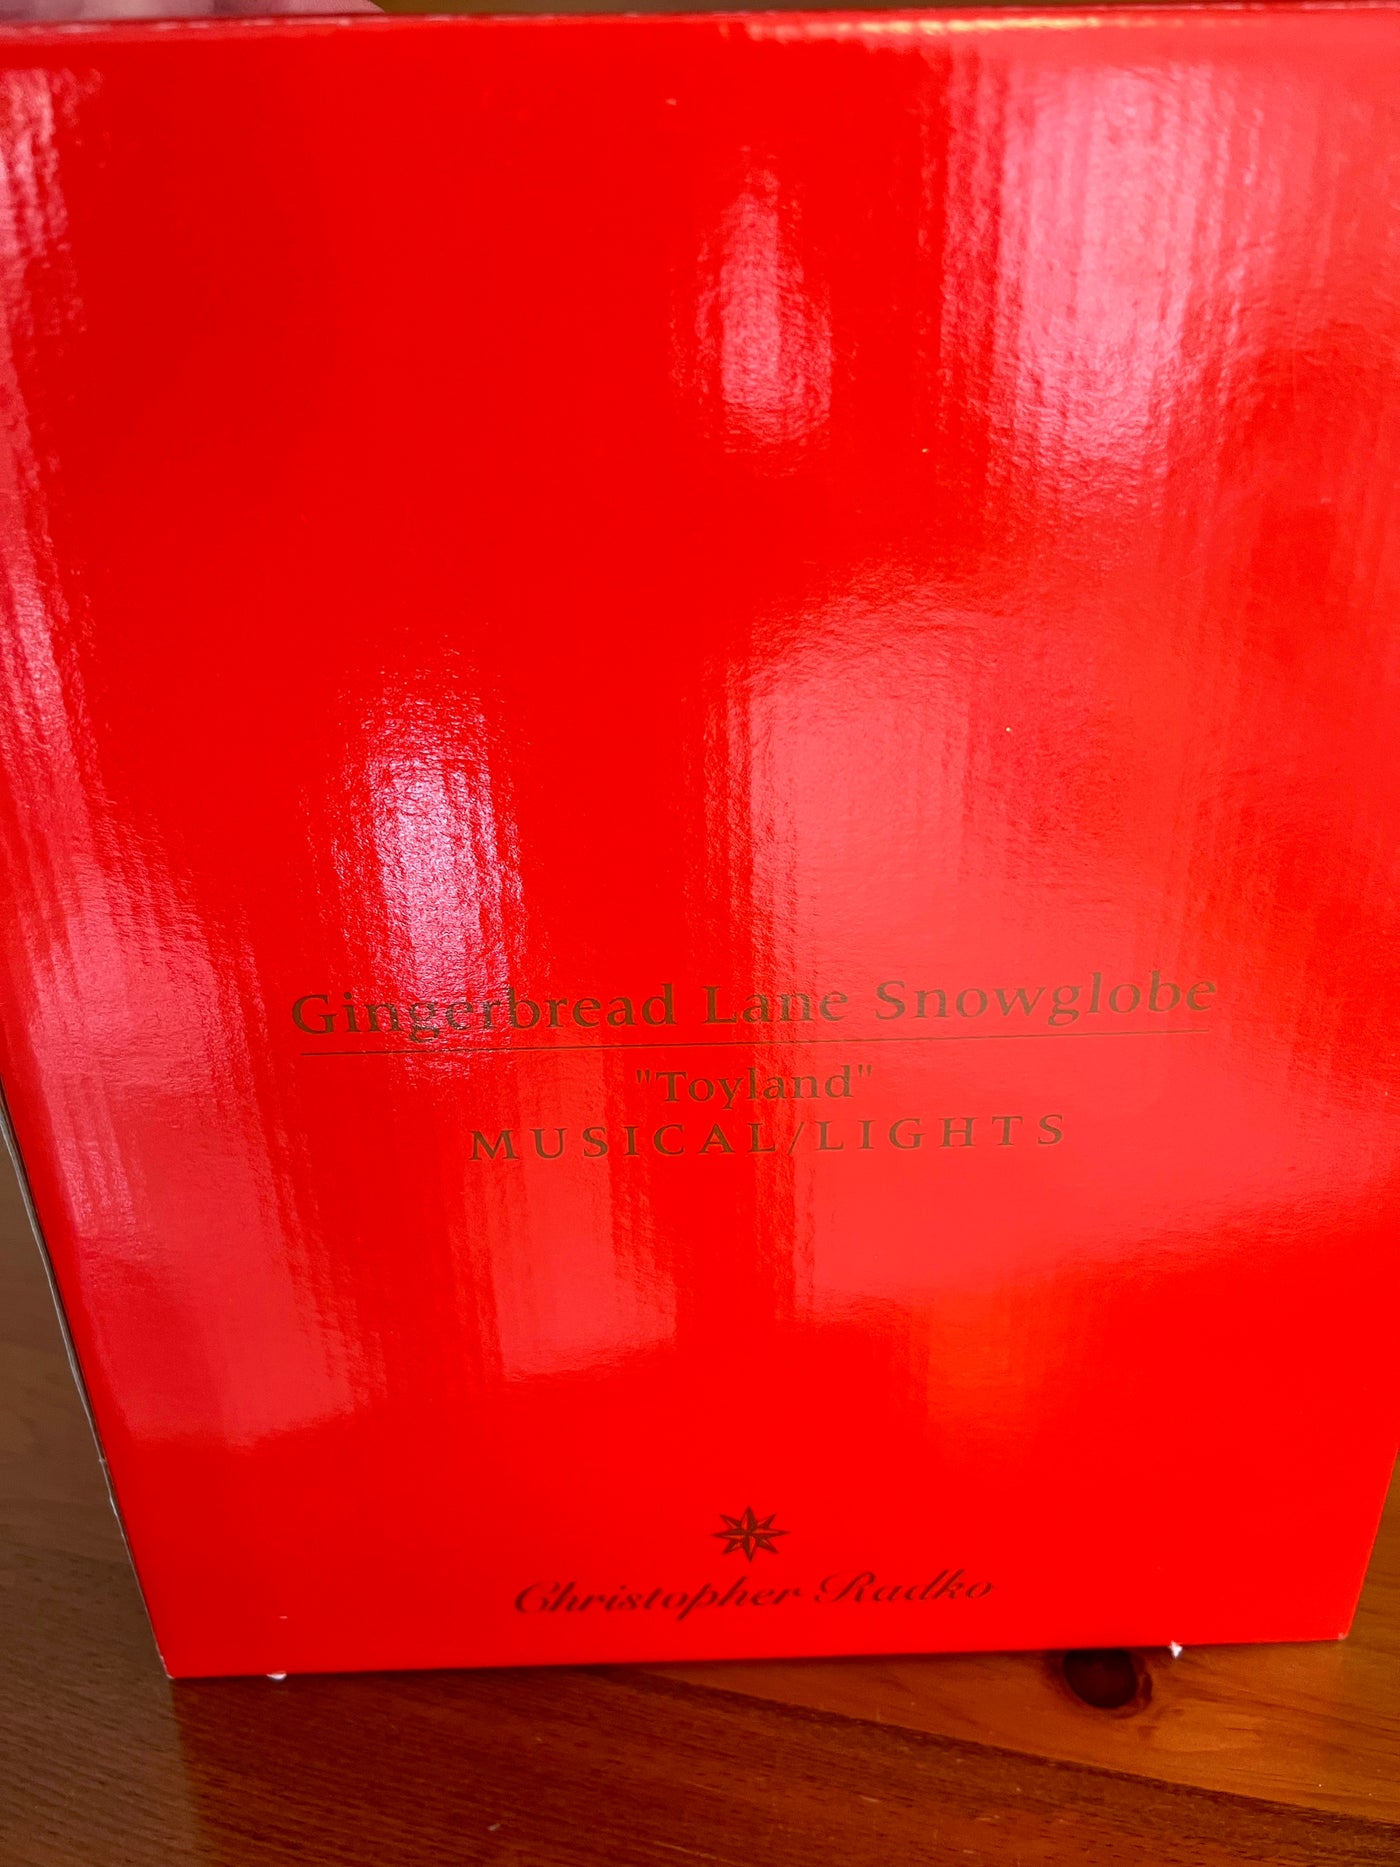 Gingerbread Lane Snowglobe
"Toyland"
MUSICAL/LIGHTS
Christopher Radko